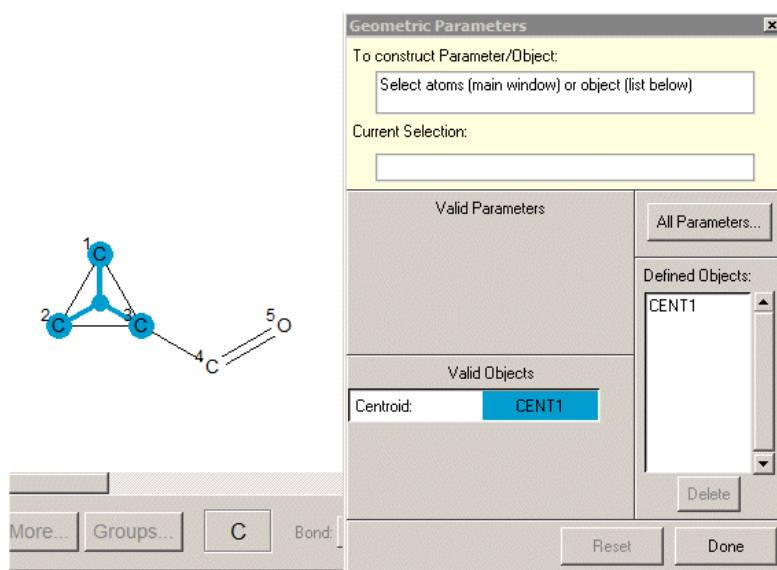 Geometric Parameters
To construct Parameter/Object:
Select atoms (main window) or object (list below)
Current Selection:
Valid Parameters
All Parameters...
Defined Objects:
CENT1
Valid Objects
Centroid: CENT1
Delete
Reset Done
1 C
2 C 3 C
4 C
5 O
More... Groups... C Bond: